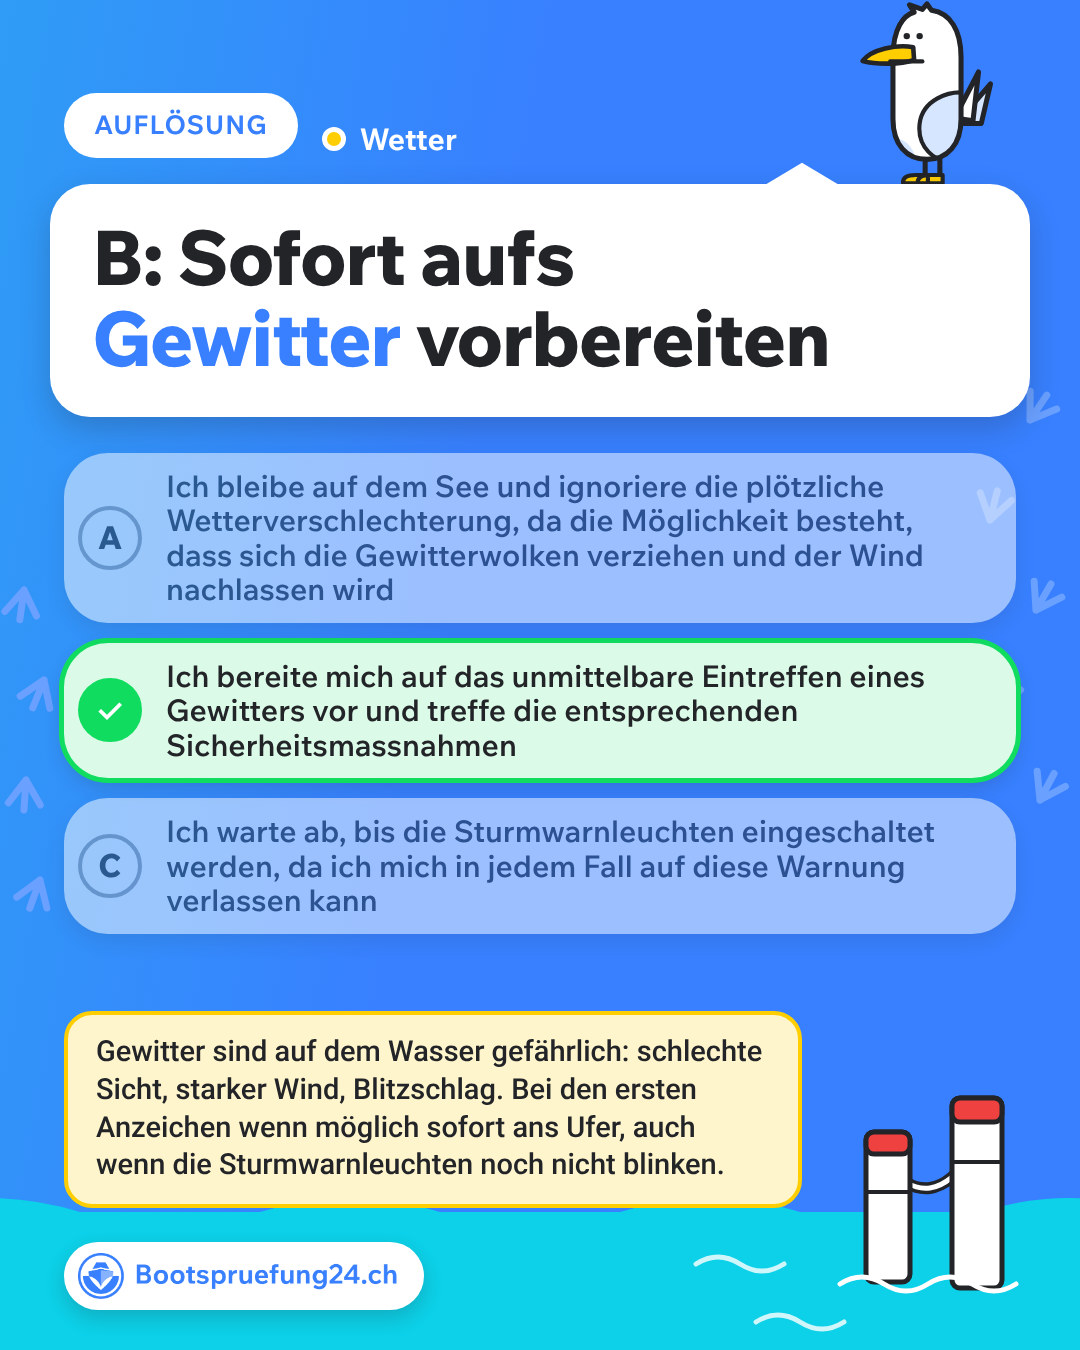 AUFLÖSUNG
Wetter
B: Sofort aufs
Gewitter vorbereiten
A
Ich bleibe auf dem See und ignoriere die plötzliche
Wetterverschlechterung, da die Möglichkeit besteht,
dass sich die Gewitterwolken verziehen und der Wind
nachlassen wird
Ich bereite mich auf das unmittelbare Eintreffen eines
Gewitters vor und treffe die entsprechenden
Sicherheitsmassnahmen
C
Ich warte ab, bis die Sturmwarnleuchten eingeschaltet
werden, da ich mich in jedem Fall auf diese Warnung
verlassen kann
Gewitter sind auf dem Wasser gefährlich: schlechte
Sicht, starker Wind, Blitzschlag. Bei den ersten
Anzeichen wenn möglich sofort ans Ufer, auch
wenn die Sturmwarnleuchten noch nicht blinken.
Bootspruefung24.ch